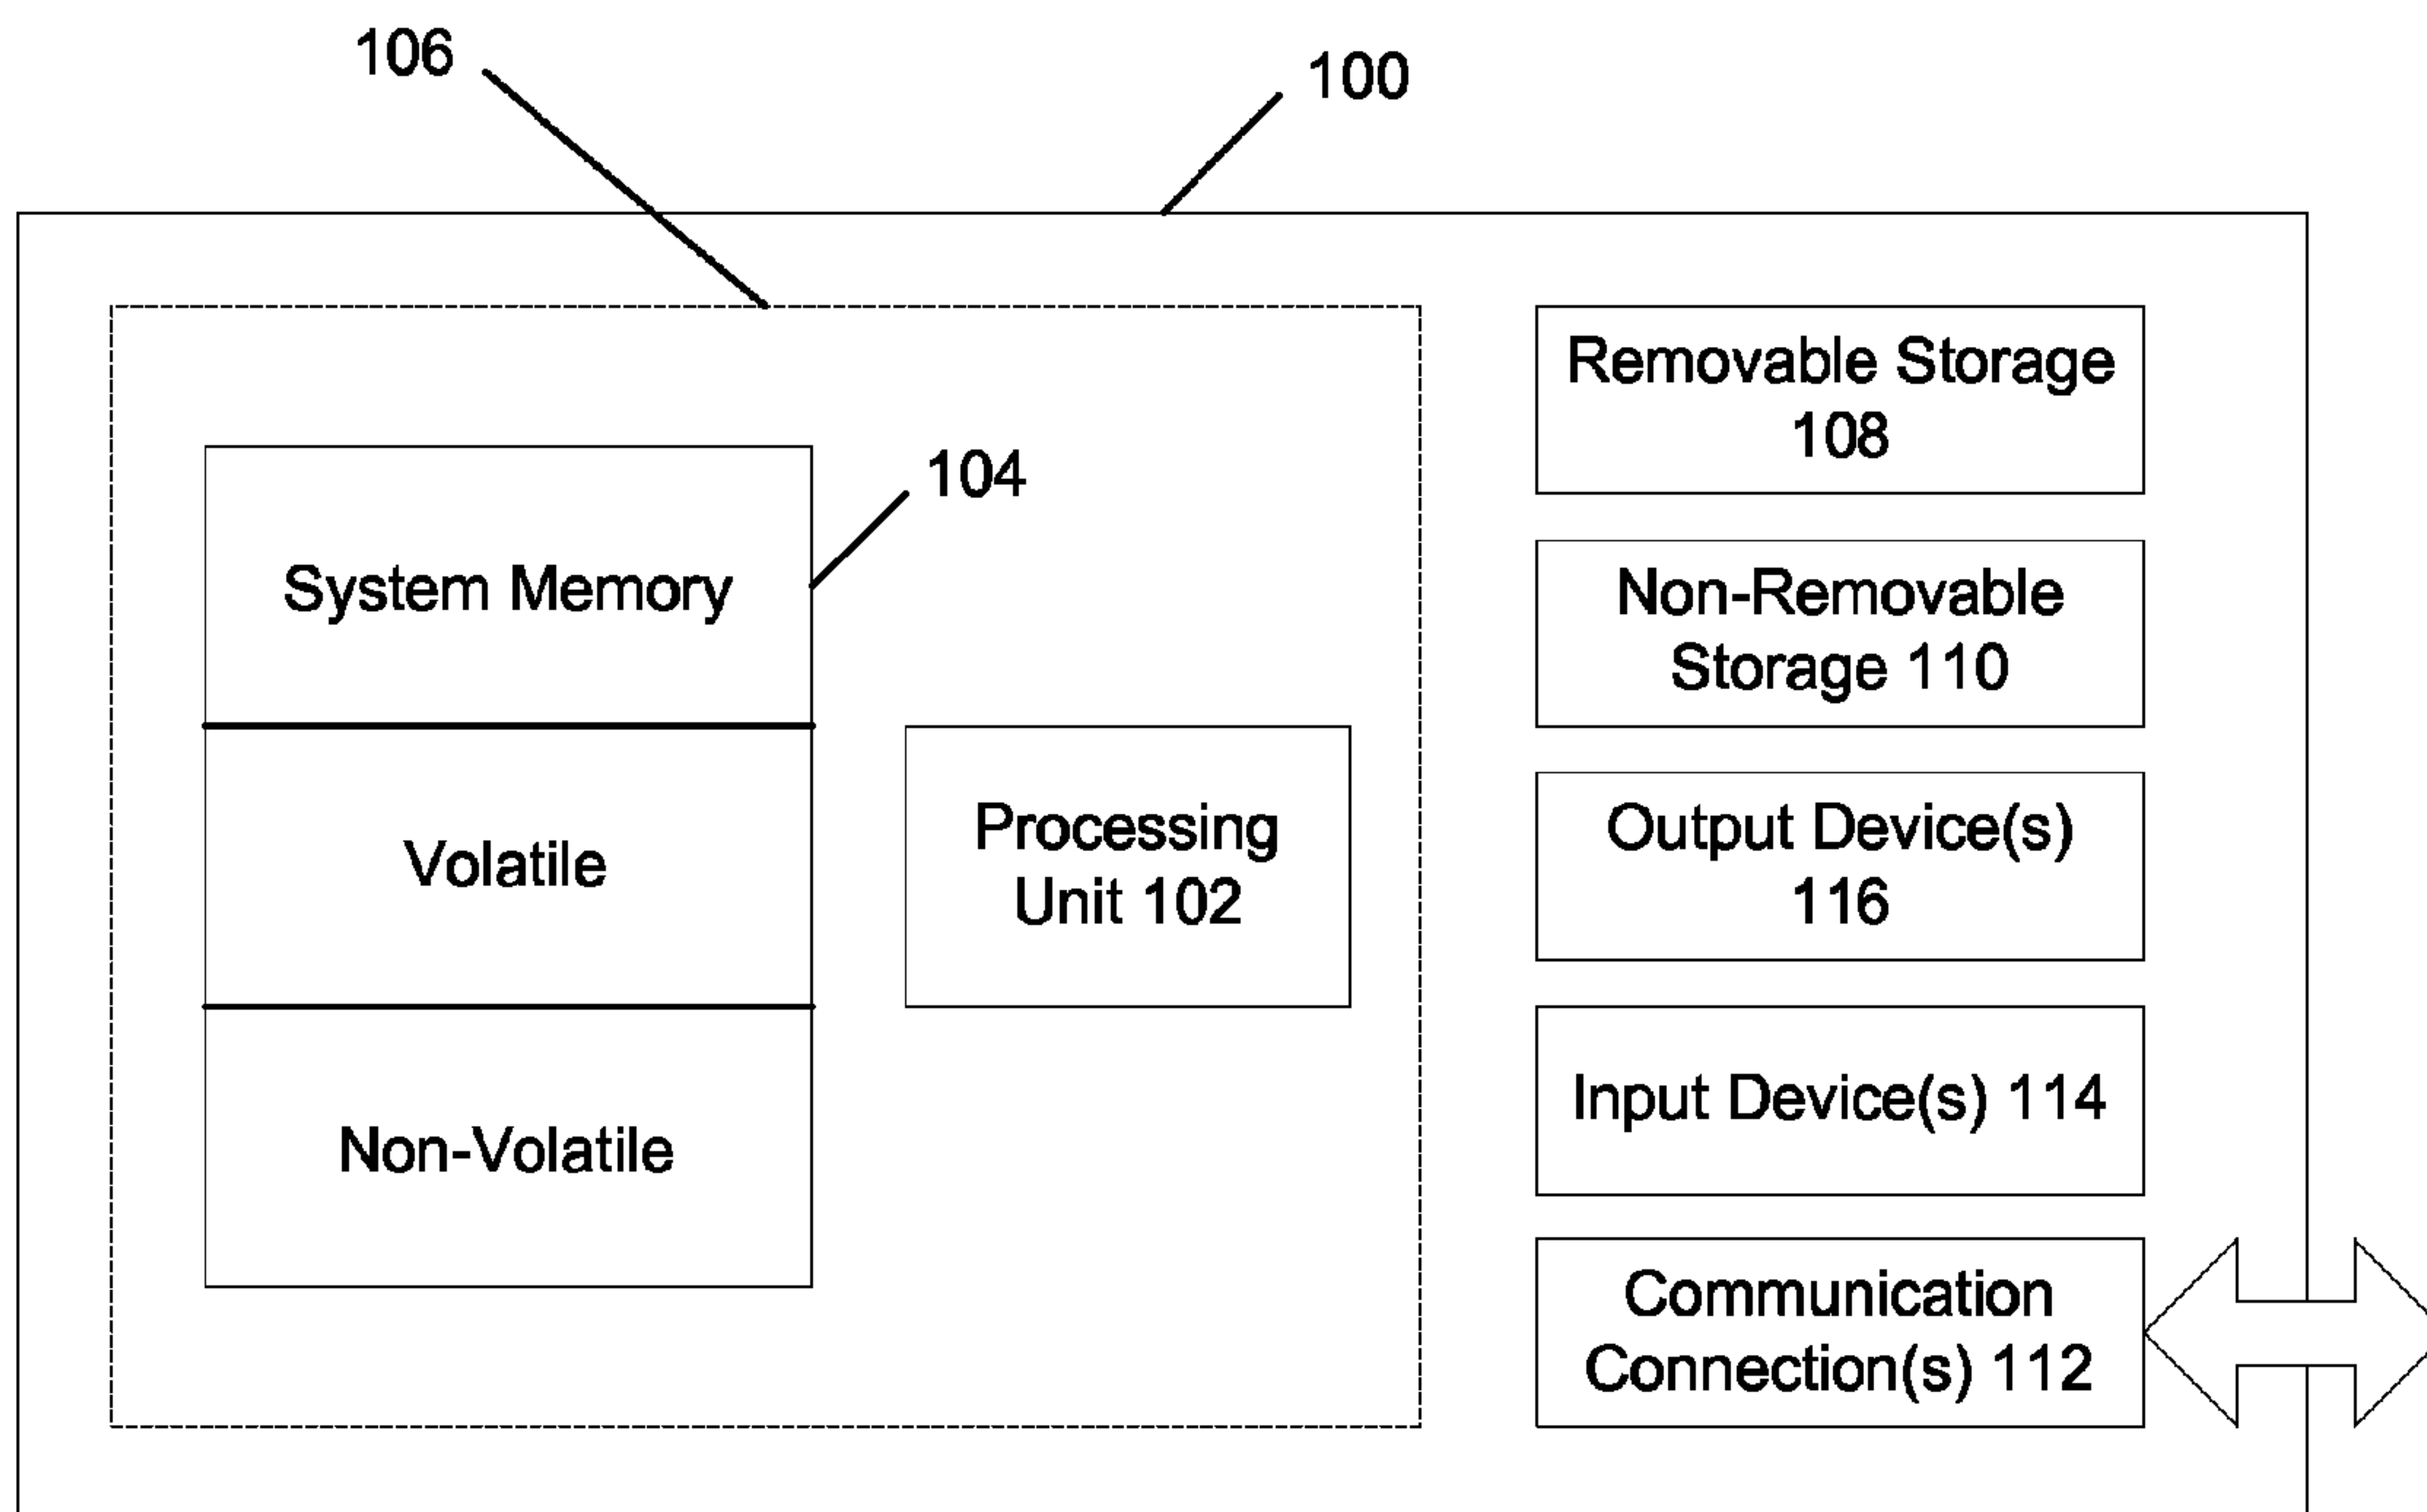 106
100
System Memory
104
Volatile
Non-Volatile
Processing
Unit 102
Removable Storage
108
Non-Removable
Storage 110
Output Device(s)
116
Input Device(s) 114
Communication
Connection(s) 112